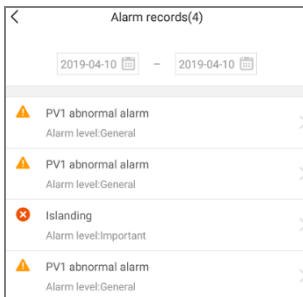 Alarm records(4)
2019-04-10 – 2019-04-10
PV1 abnormal alarm
Alarm level:General
PV1 abnormal alarm
Alarm level:General
Islanding
Alarm level:Important
PV1 abnormal alarm
Alarm level:General